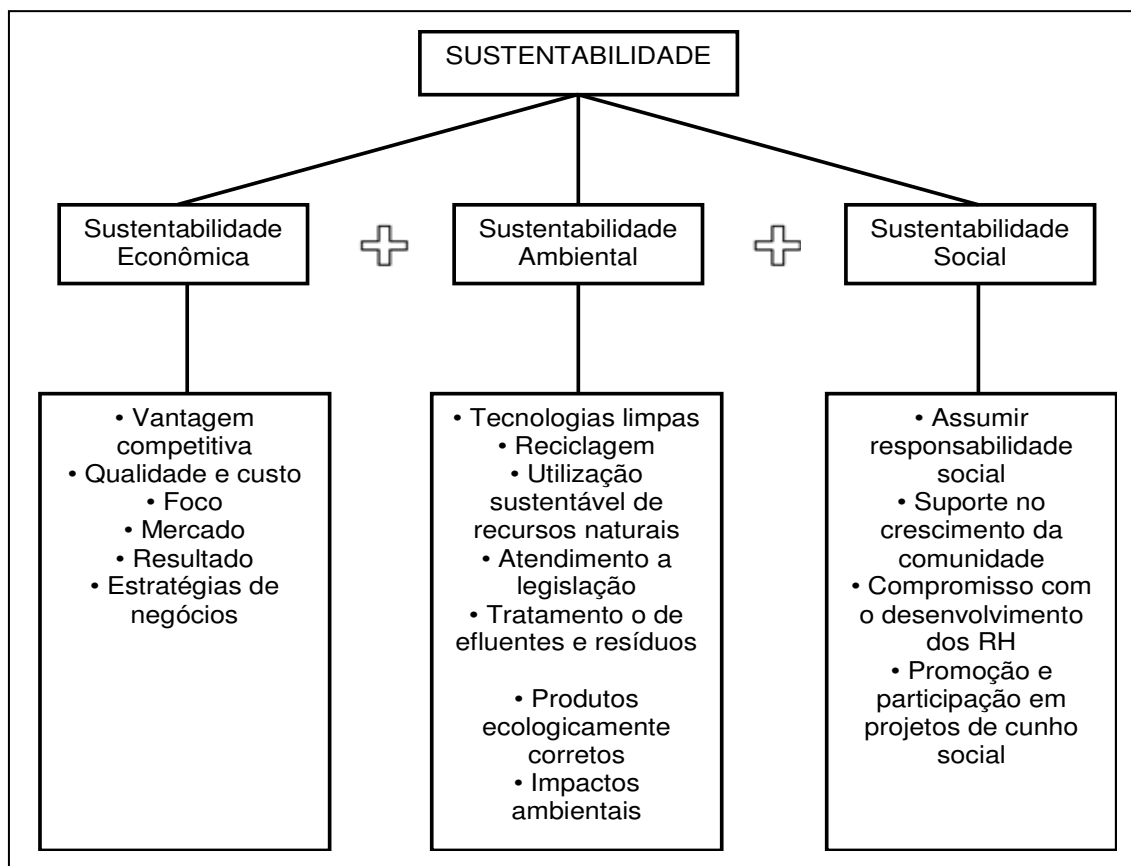 SUSTENTABILIDADE
Sustentabilidade
Econômica
Sustentabilidade
Ambiental
Sustentabilidade
Social
• Vantagem
competitiva
• Qualidade e custo
• Foco
• Mercado
• Resultado
• Estratégias de
negócios
• Tecnologias limpas
• Reciclagem
• Utilização
sustentável de
recursos naturais
• Atendimento a
legislação
• Tratamento o de
efluentes e resíduos
• Produtos
ecologicamente
corretos
• Impactos
ambientais
• Assumir
responsabilidade
social
• Suporte no
crescimento da
comunidade
• Compromisso com
o desenvolvimento
dos RH
• Promoção e
participação em
projetos de cunho
social